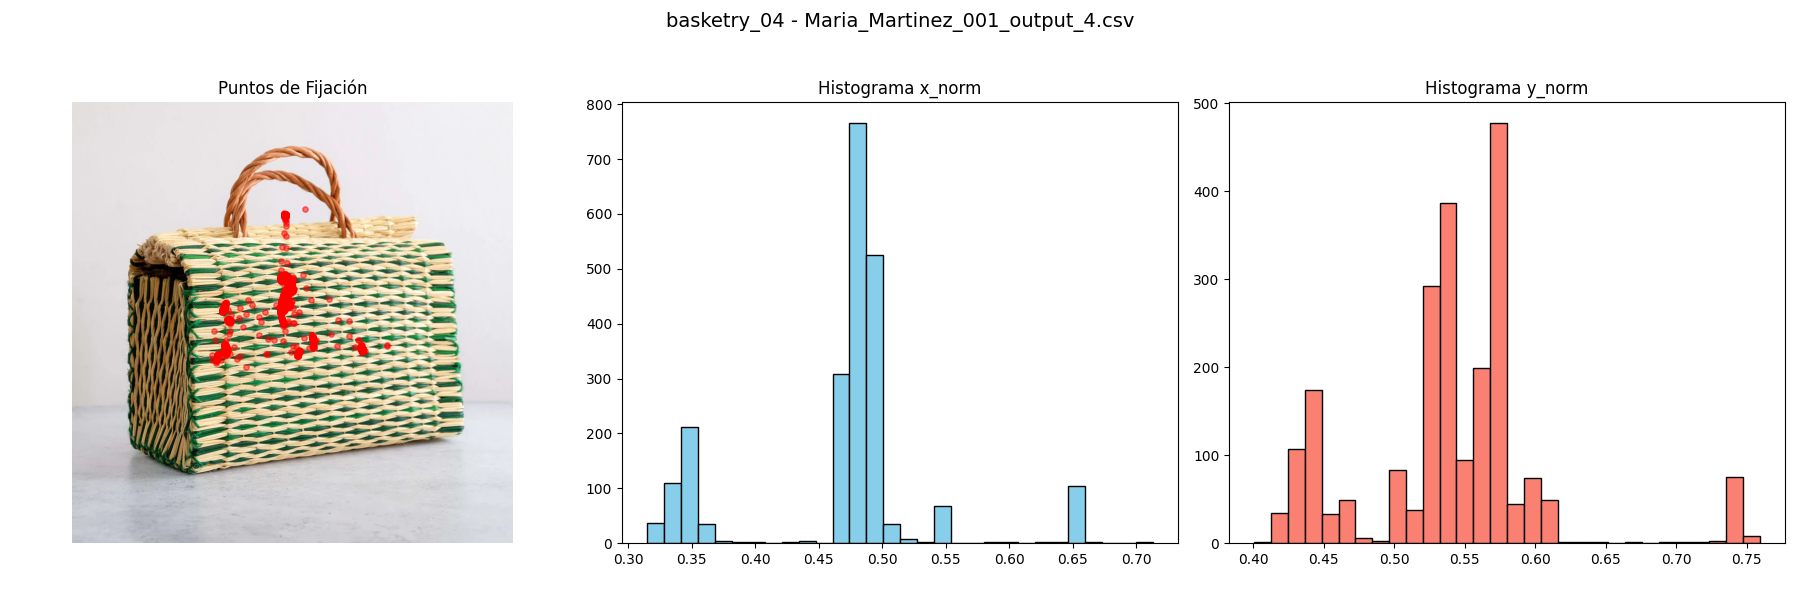 basketry_04 - Maria_Martinez_001_output_4.csv
Puntos de Fijación
Histograma x_norm
800
700
600
500
400
300
200
100
0
0.30 0.35 0.40 0.45 0.50 0.55 0.60 0.65 0.70
Histograma y_norm
500
400
300
200
100
0
0.40 0.45 0.50 0.55 0.60 0.65 0.70 0.75